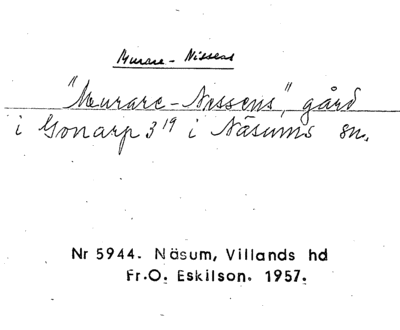 Murare-Nissens
"Murare-Nissens", gård
i Gonarp 3¹⁹ i Näsums sn.
Nr 5944. Näsum, Villands hd
Fr.O. Eskilson. 1957.